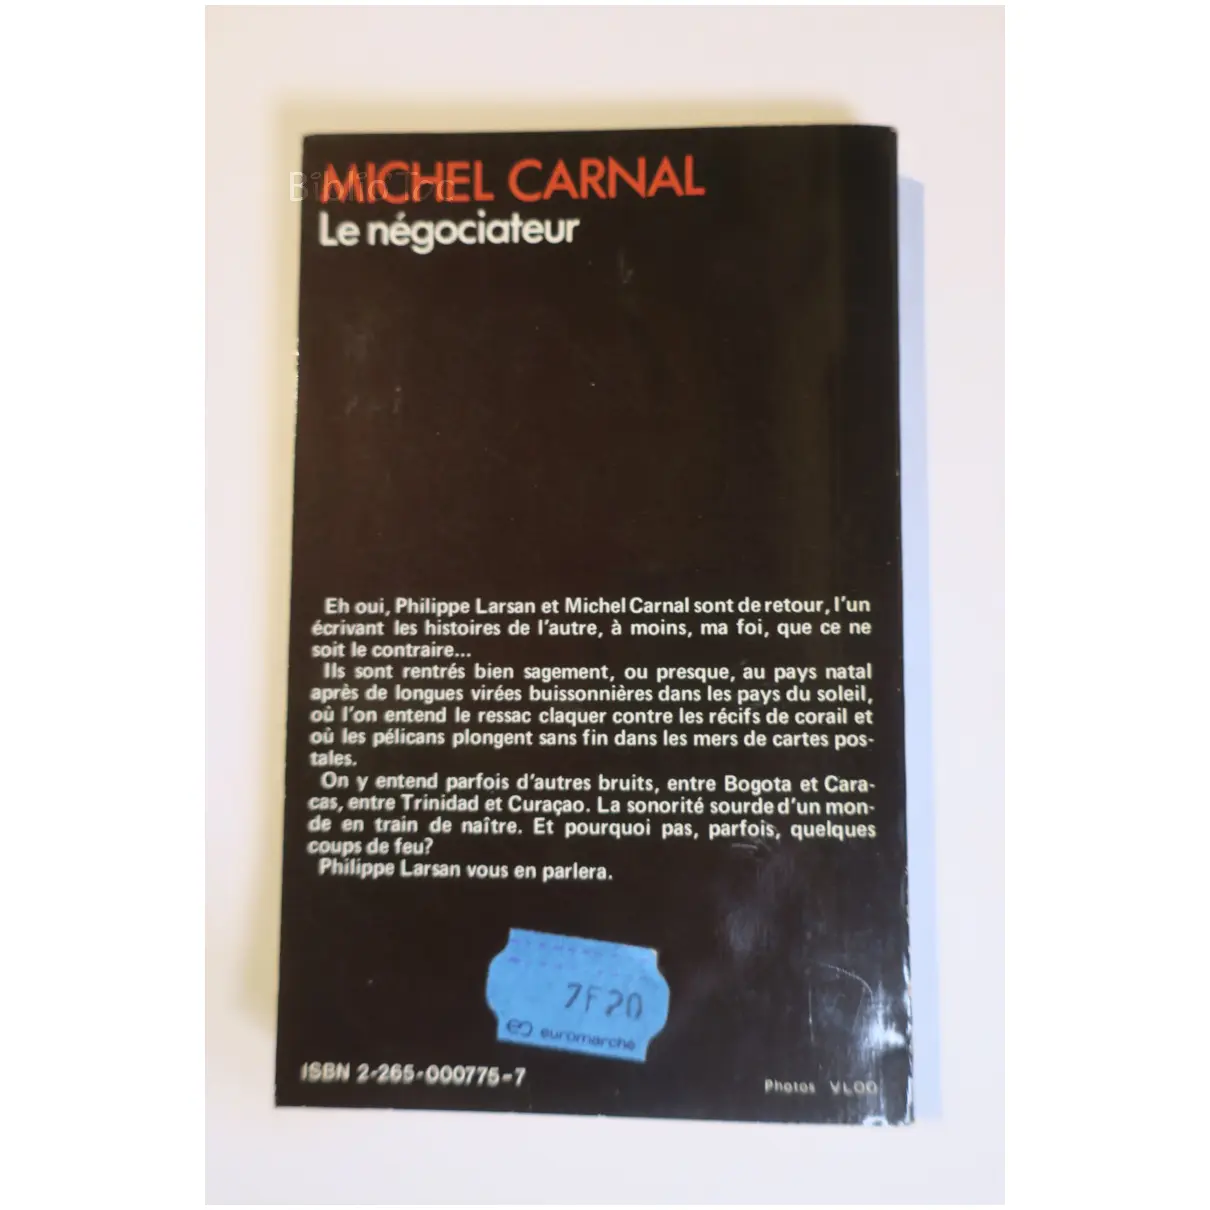 MICHEL CARNAL
Le négociateur
Eh oui, Philippe Larsan et Michel Carnal sont de retour, l'un
écrivant les histoires de l'autre, à moins, ma foi, que ce ne
soit le contraire...
Ils sont rentrés bien sagement, ou presque, au pays natal
après de longues virées buissonnières dans les pays du soleil,
où l'on entend le ressac claquer contre les récifs de corail et
où les pélicans plongent sans fin dans les mers de cartes pos-
tales.
On y entend parfois d'autres bruits, entre Bogota et Cara-
cas, entre Trinidad et Curaçao. La sonorité sourde d'un mon-
de en train de naître. Et pourquoi pas, parfois, quelques
coups de feu?
Philippe Larsan vous en parlera.
7F20
euromarché
ISBN 2-265-000775-7
Photos VLOO